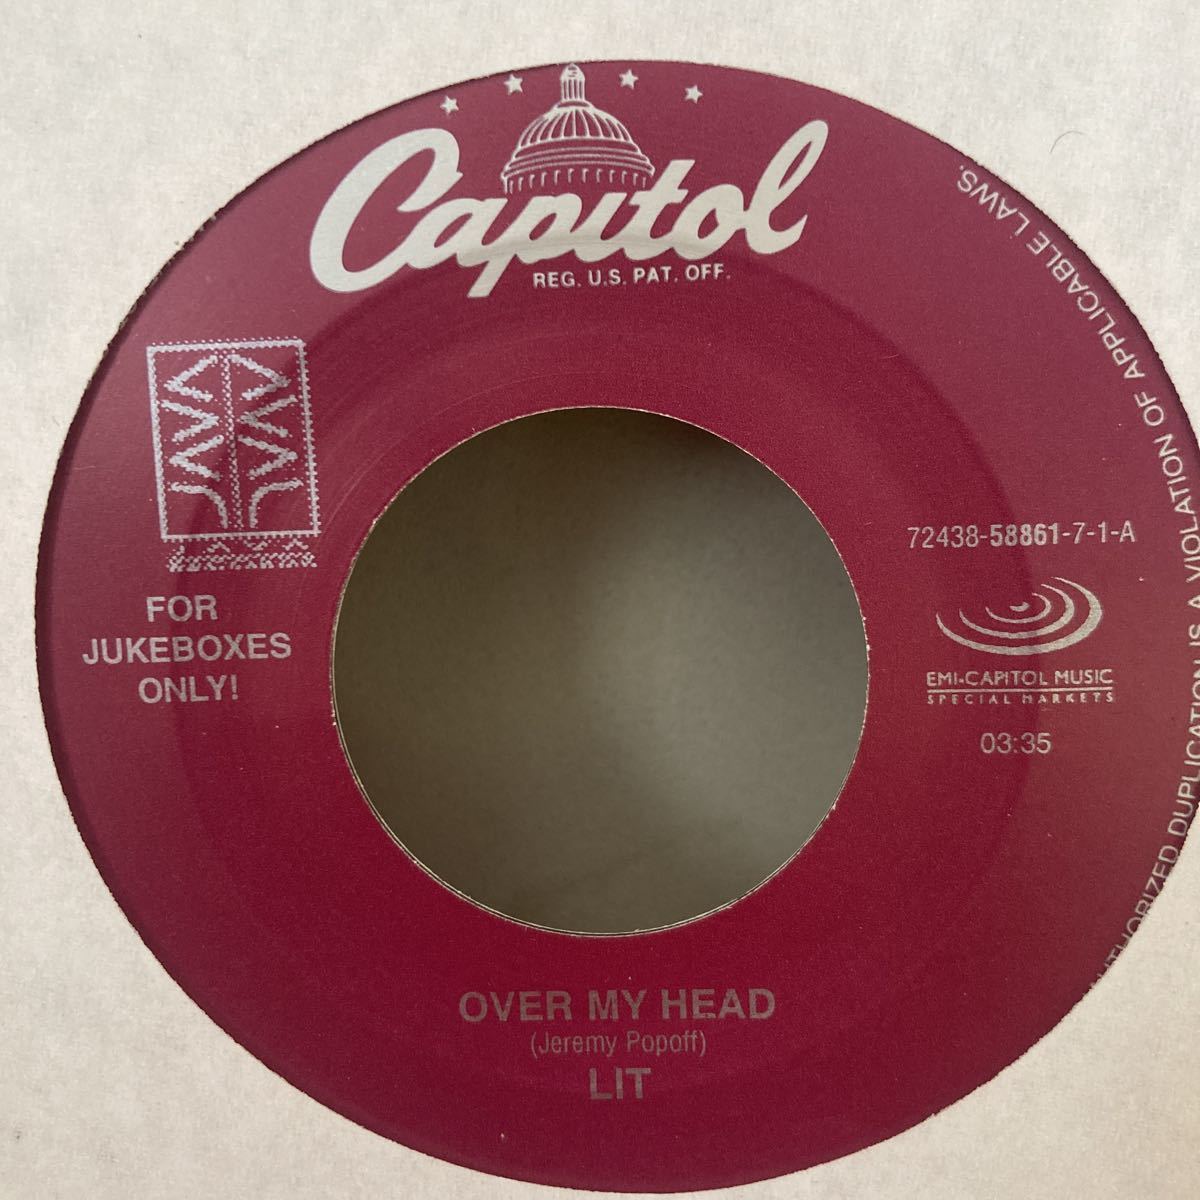 Capitol
REG. U.S. PAT. OFF.
FOR
JUKEBOXES
ONLY!
72438-58861-7-1-A
EMI-CAPITOL MUSIC
SPECIAL MARKETS
03:35
OVER MY HEAD
(Jeremy Popoff)
LIT
DUPLICATION IS A VIOLATION OF APPLICABLE LAWS.